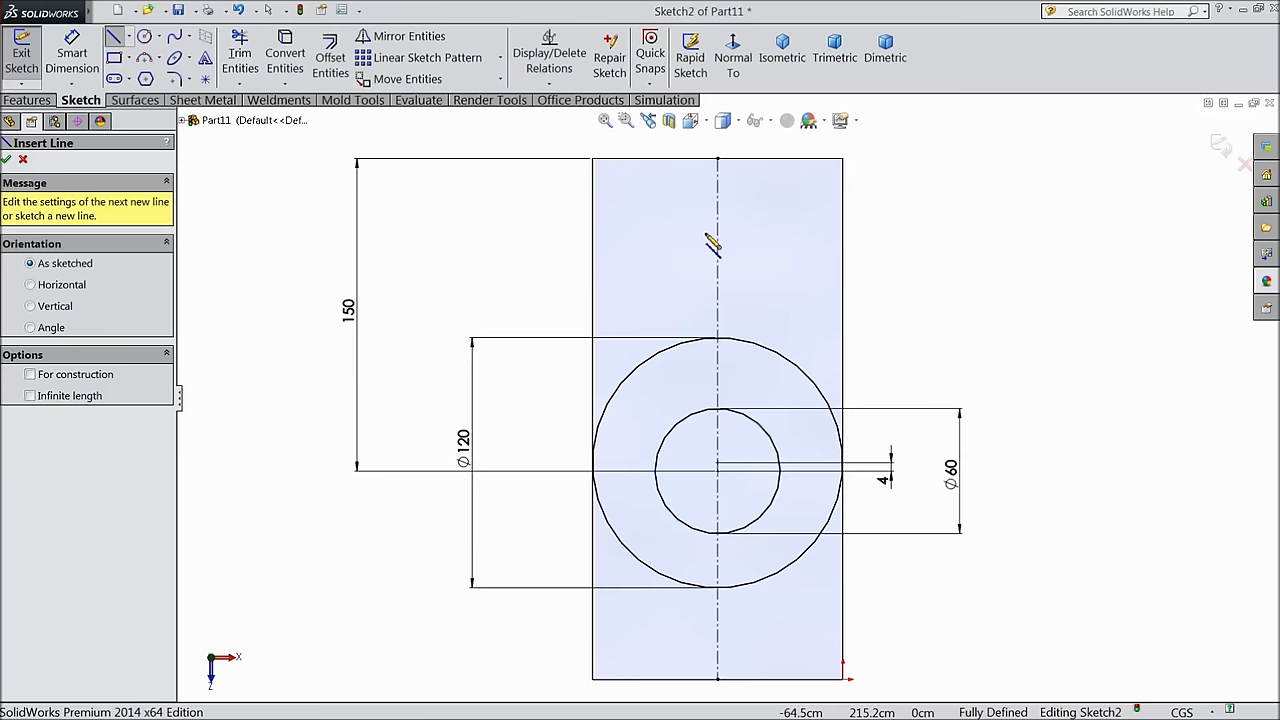 SOLIDWORKS
Sketch2 of Part11 *
Search SolidWorks Help
Exit Sketch
Smart Dimension
Trim Entities
Convert Entities
Offset Entities
Mirror Entities
Linear Sketch Pattern
Move Entities
Display/Delete Relations
Repair Sketch
Quick Snaps
Rapid Sketch
Normal To
Isometric
Trimetric
Dimetric
Features
Sketch
Surfaces
Sheet Metal
Weldments
Mold Tools
Evaluate
Render Tools
Office Products
Simulation
Part11 (Default<<Def...
Insert Line
?
Message
Edit the settings of the next new line
or sketch a new line.
Orientation
As sketched
Horizontal
Vertical
Angle
Options
For construction
Infinite length
150
∅120
4
∅60
X
Z
SolidWorks Premium 2014 x64 Edition
-64.5cm
215.2cm
0cm
Fully Defined
Editing Sketch2
CGS